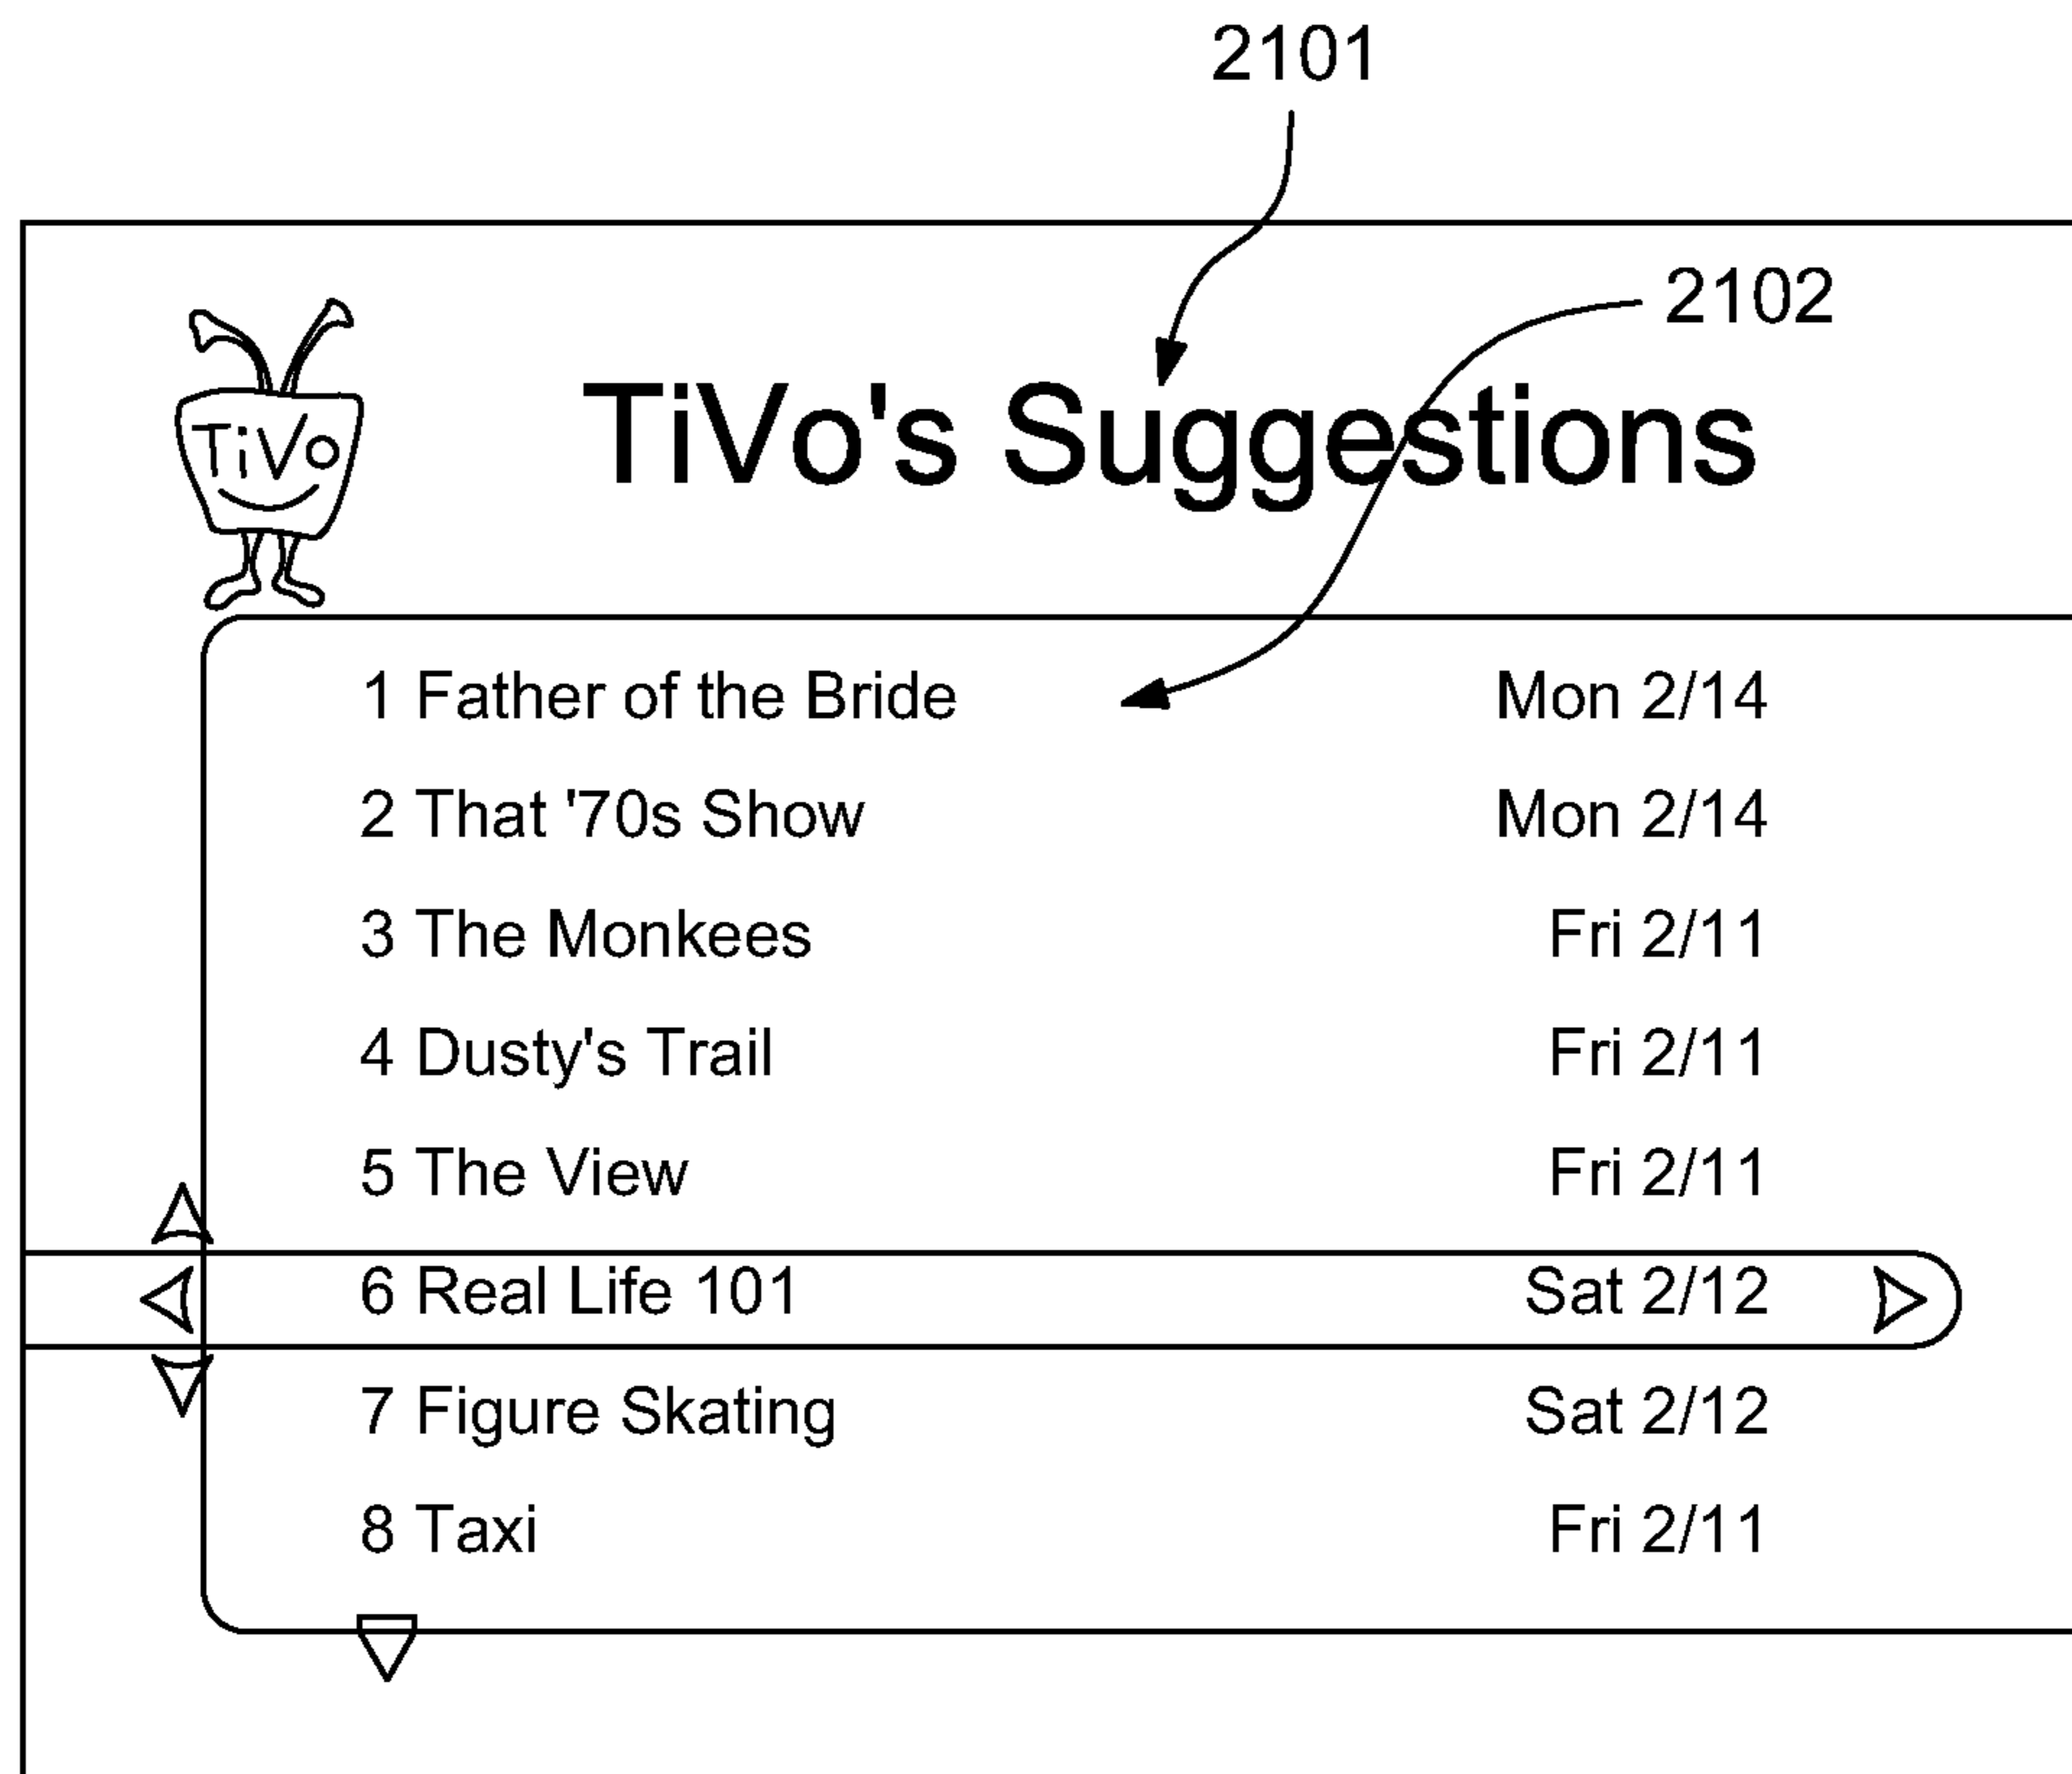 2101
2102
TiVo
TiVo's Suggestions
1 Father of the Bride Mon 2/14
2 That '70s Show Mon 2/14
3 The Monkees Fri 2/11
4 Dusty's Trail Fri 2/11
5 The View Fri 2/11
6 Real Life 101 Sat 2/12
7 Figure Skating Sat 2/12
8 Taxi Fri 2/11